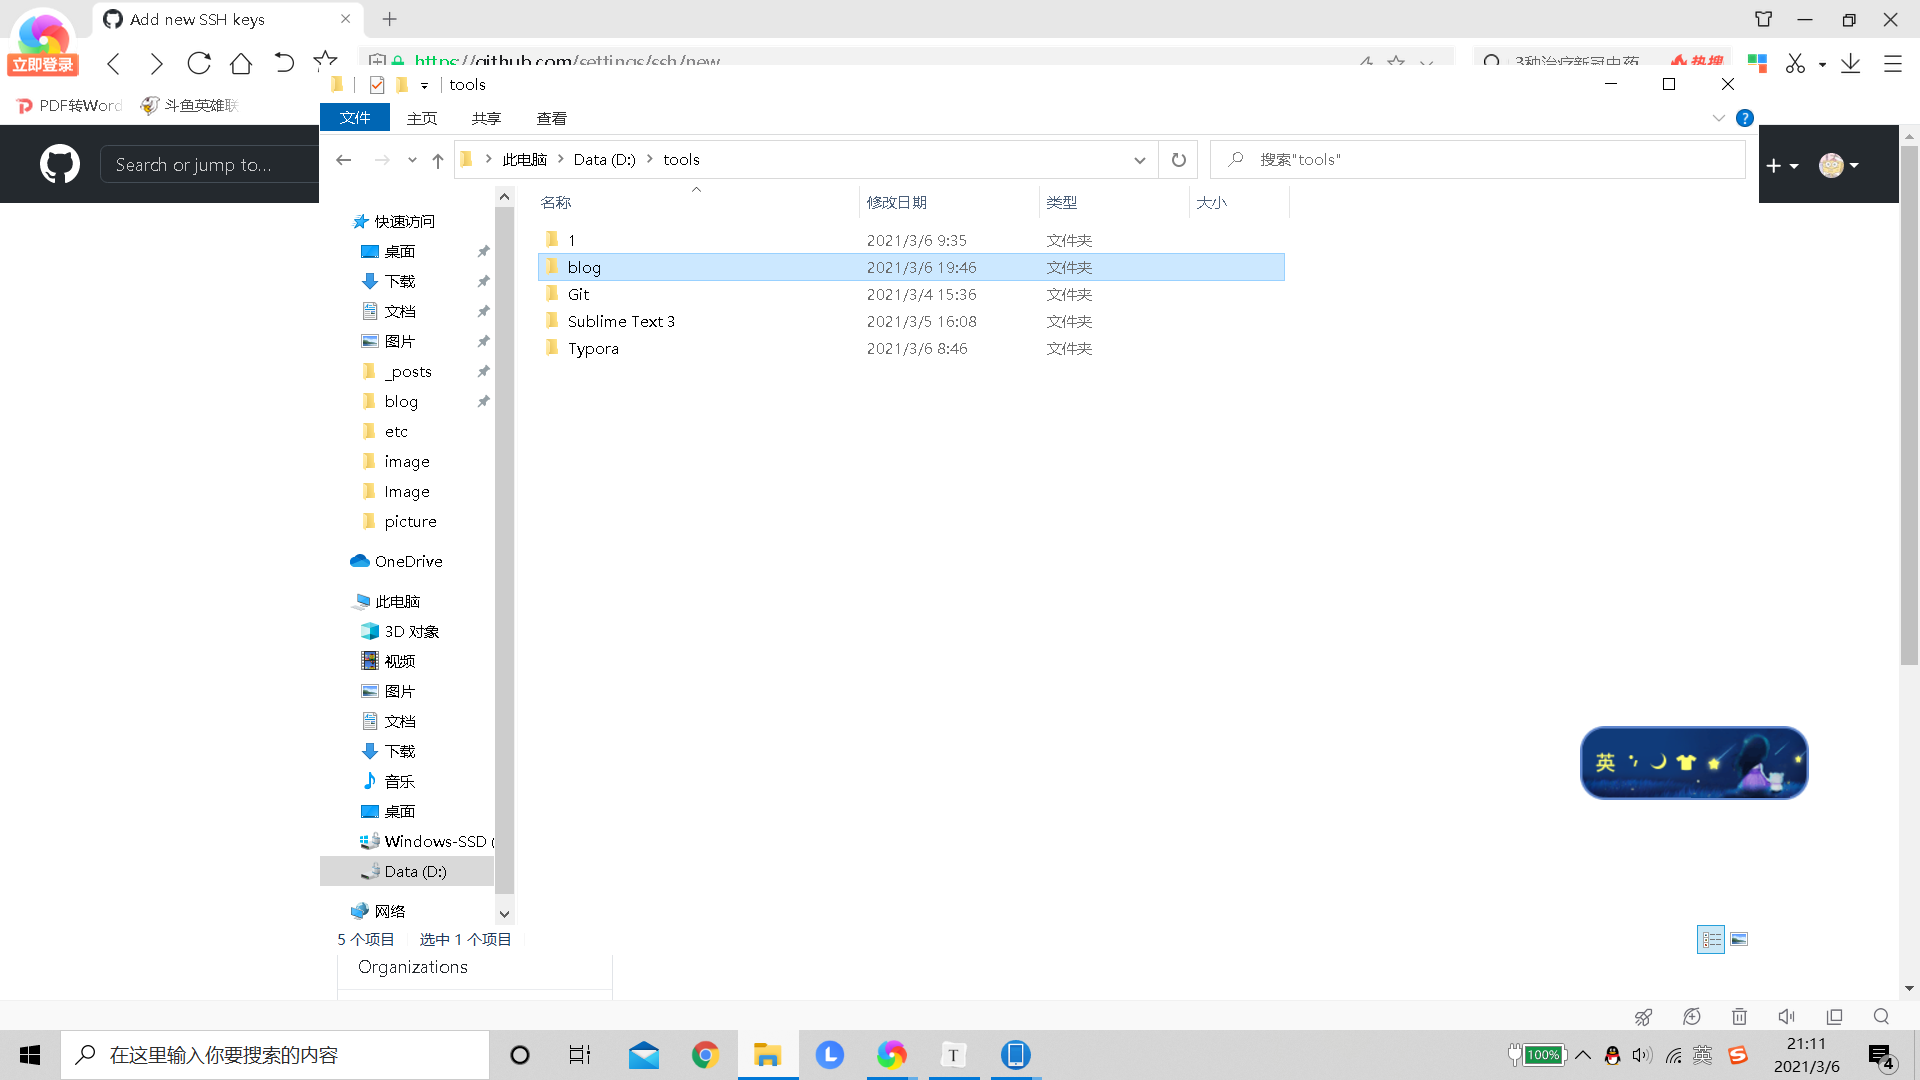 Add new SSH keys
立即登录
https://github.com/settings/ssh/new
3种治疗新冠中药
热搜
tools
PDF转Word
斗鱼英雄联
文件
主页
共享
查看
Search or jump to...
此电脑
Data (D:)
tools
搜索"tools"
名称
修改日期
类型
大小
快速访问
桌面
下载
文档
图片
_posts
blog
etc
image
Image
picture
OneDrive
此电脑
3D 对象
视频
图片
文档
下载
音乐
桌面
Windows-SSD (
Data (D:)
网络
1 2021/3/6 9:35 文件夹
blog 2021/3/6 19:46 文件夹
Git 2021/3/4 15:36 文件夹
Sublime Text 3 2021/3/5 16:08 文件夹
Typora 2021/3/6 8:46 文件夹
英
5 个项目
选中 1 个项目
Organizations
在这里输入你要搜索的内容
L
T
100%
英
21:11
2021/3/6
4